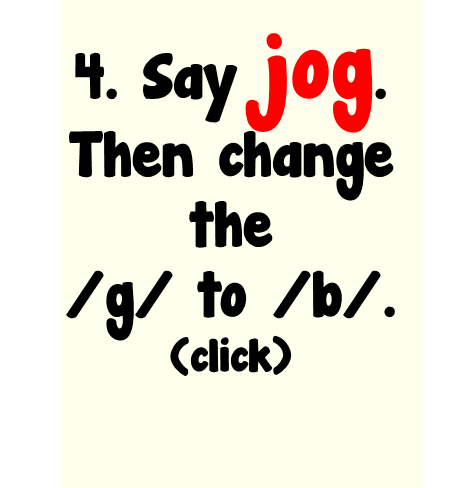 4. Say jog.
Then change
the
/g/ to /b/.
(click)